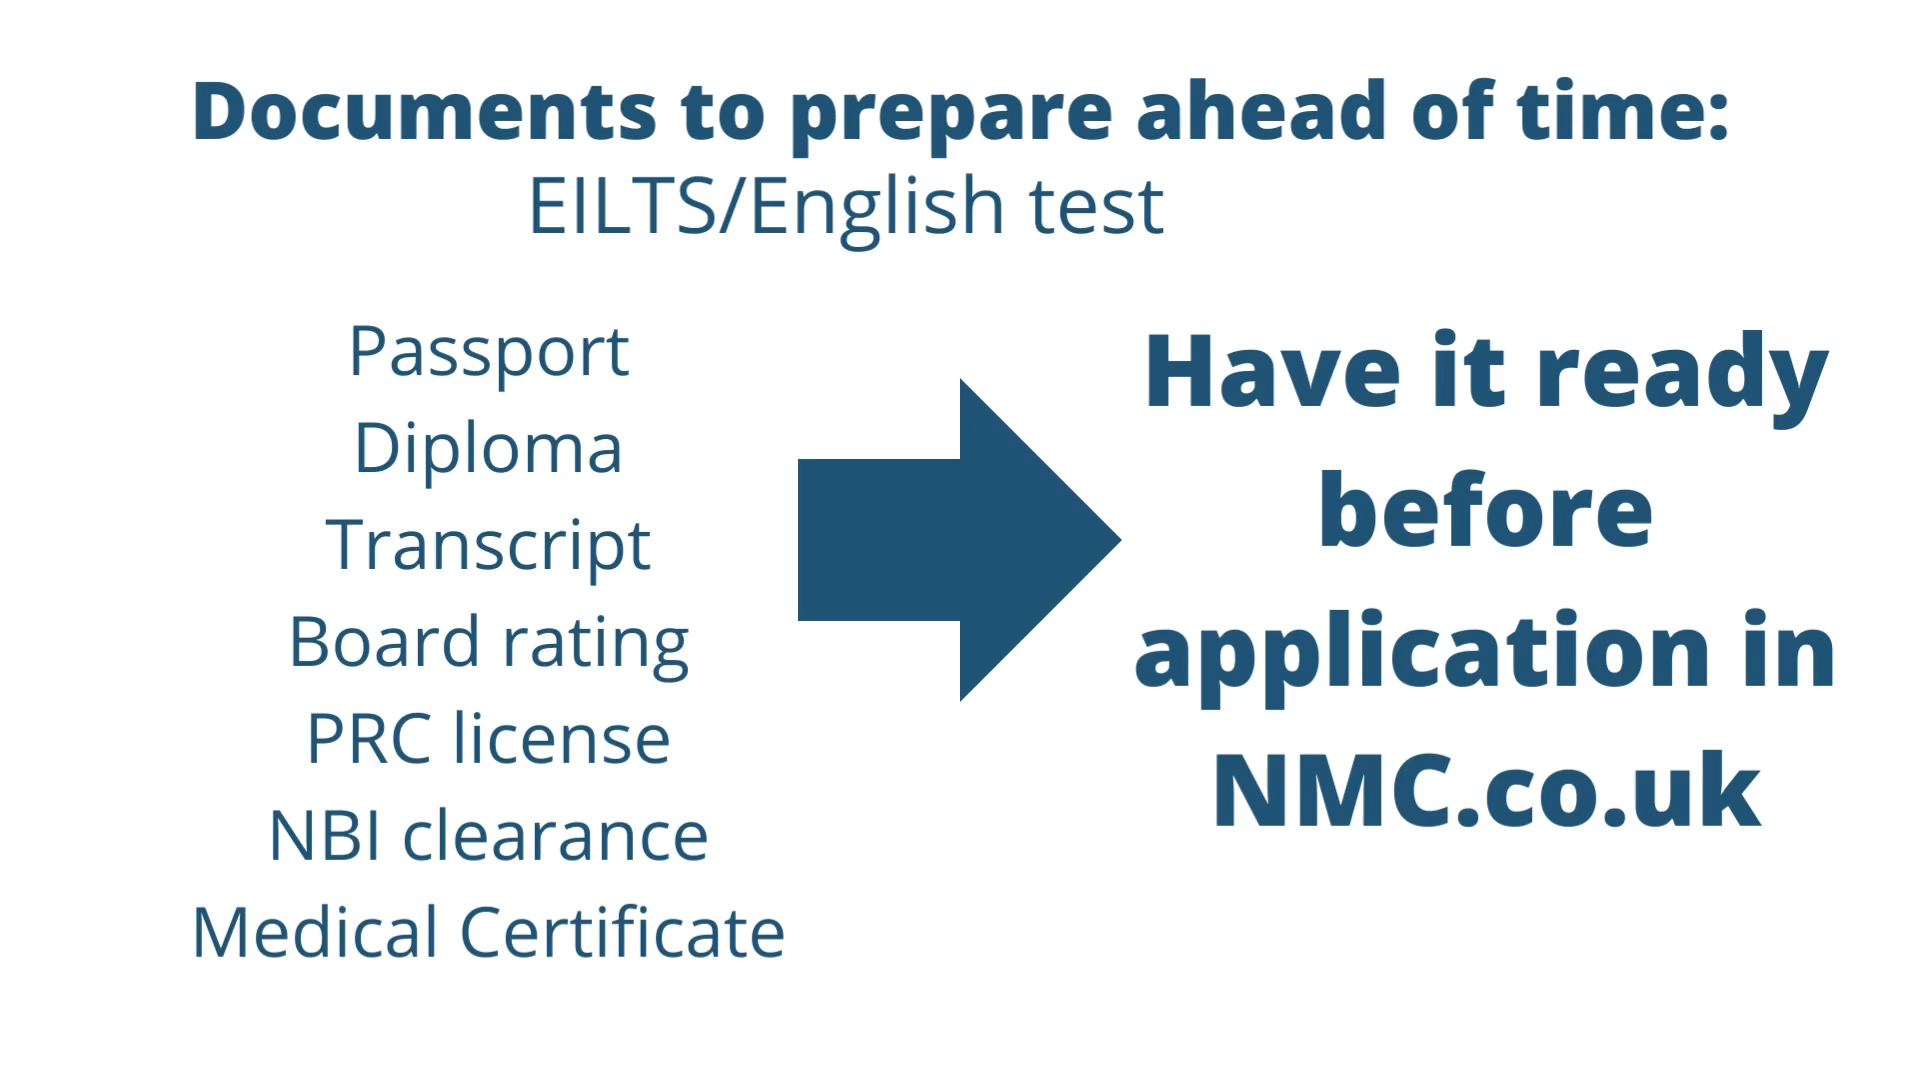 Documents to prepare ahead of time:
EILTS/English test
Passport
Diploma
Transcript
Board rating
PRC license
NBI clearance
Medical Certificate
Have it ready
before
application in
NMC.co.uk